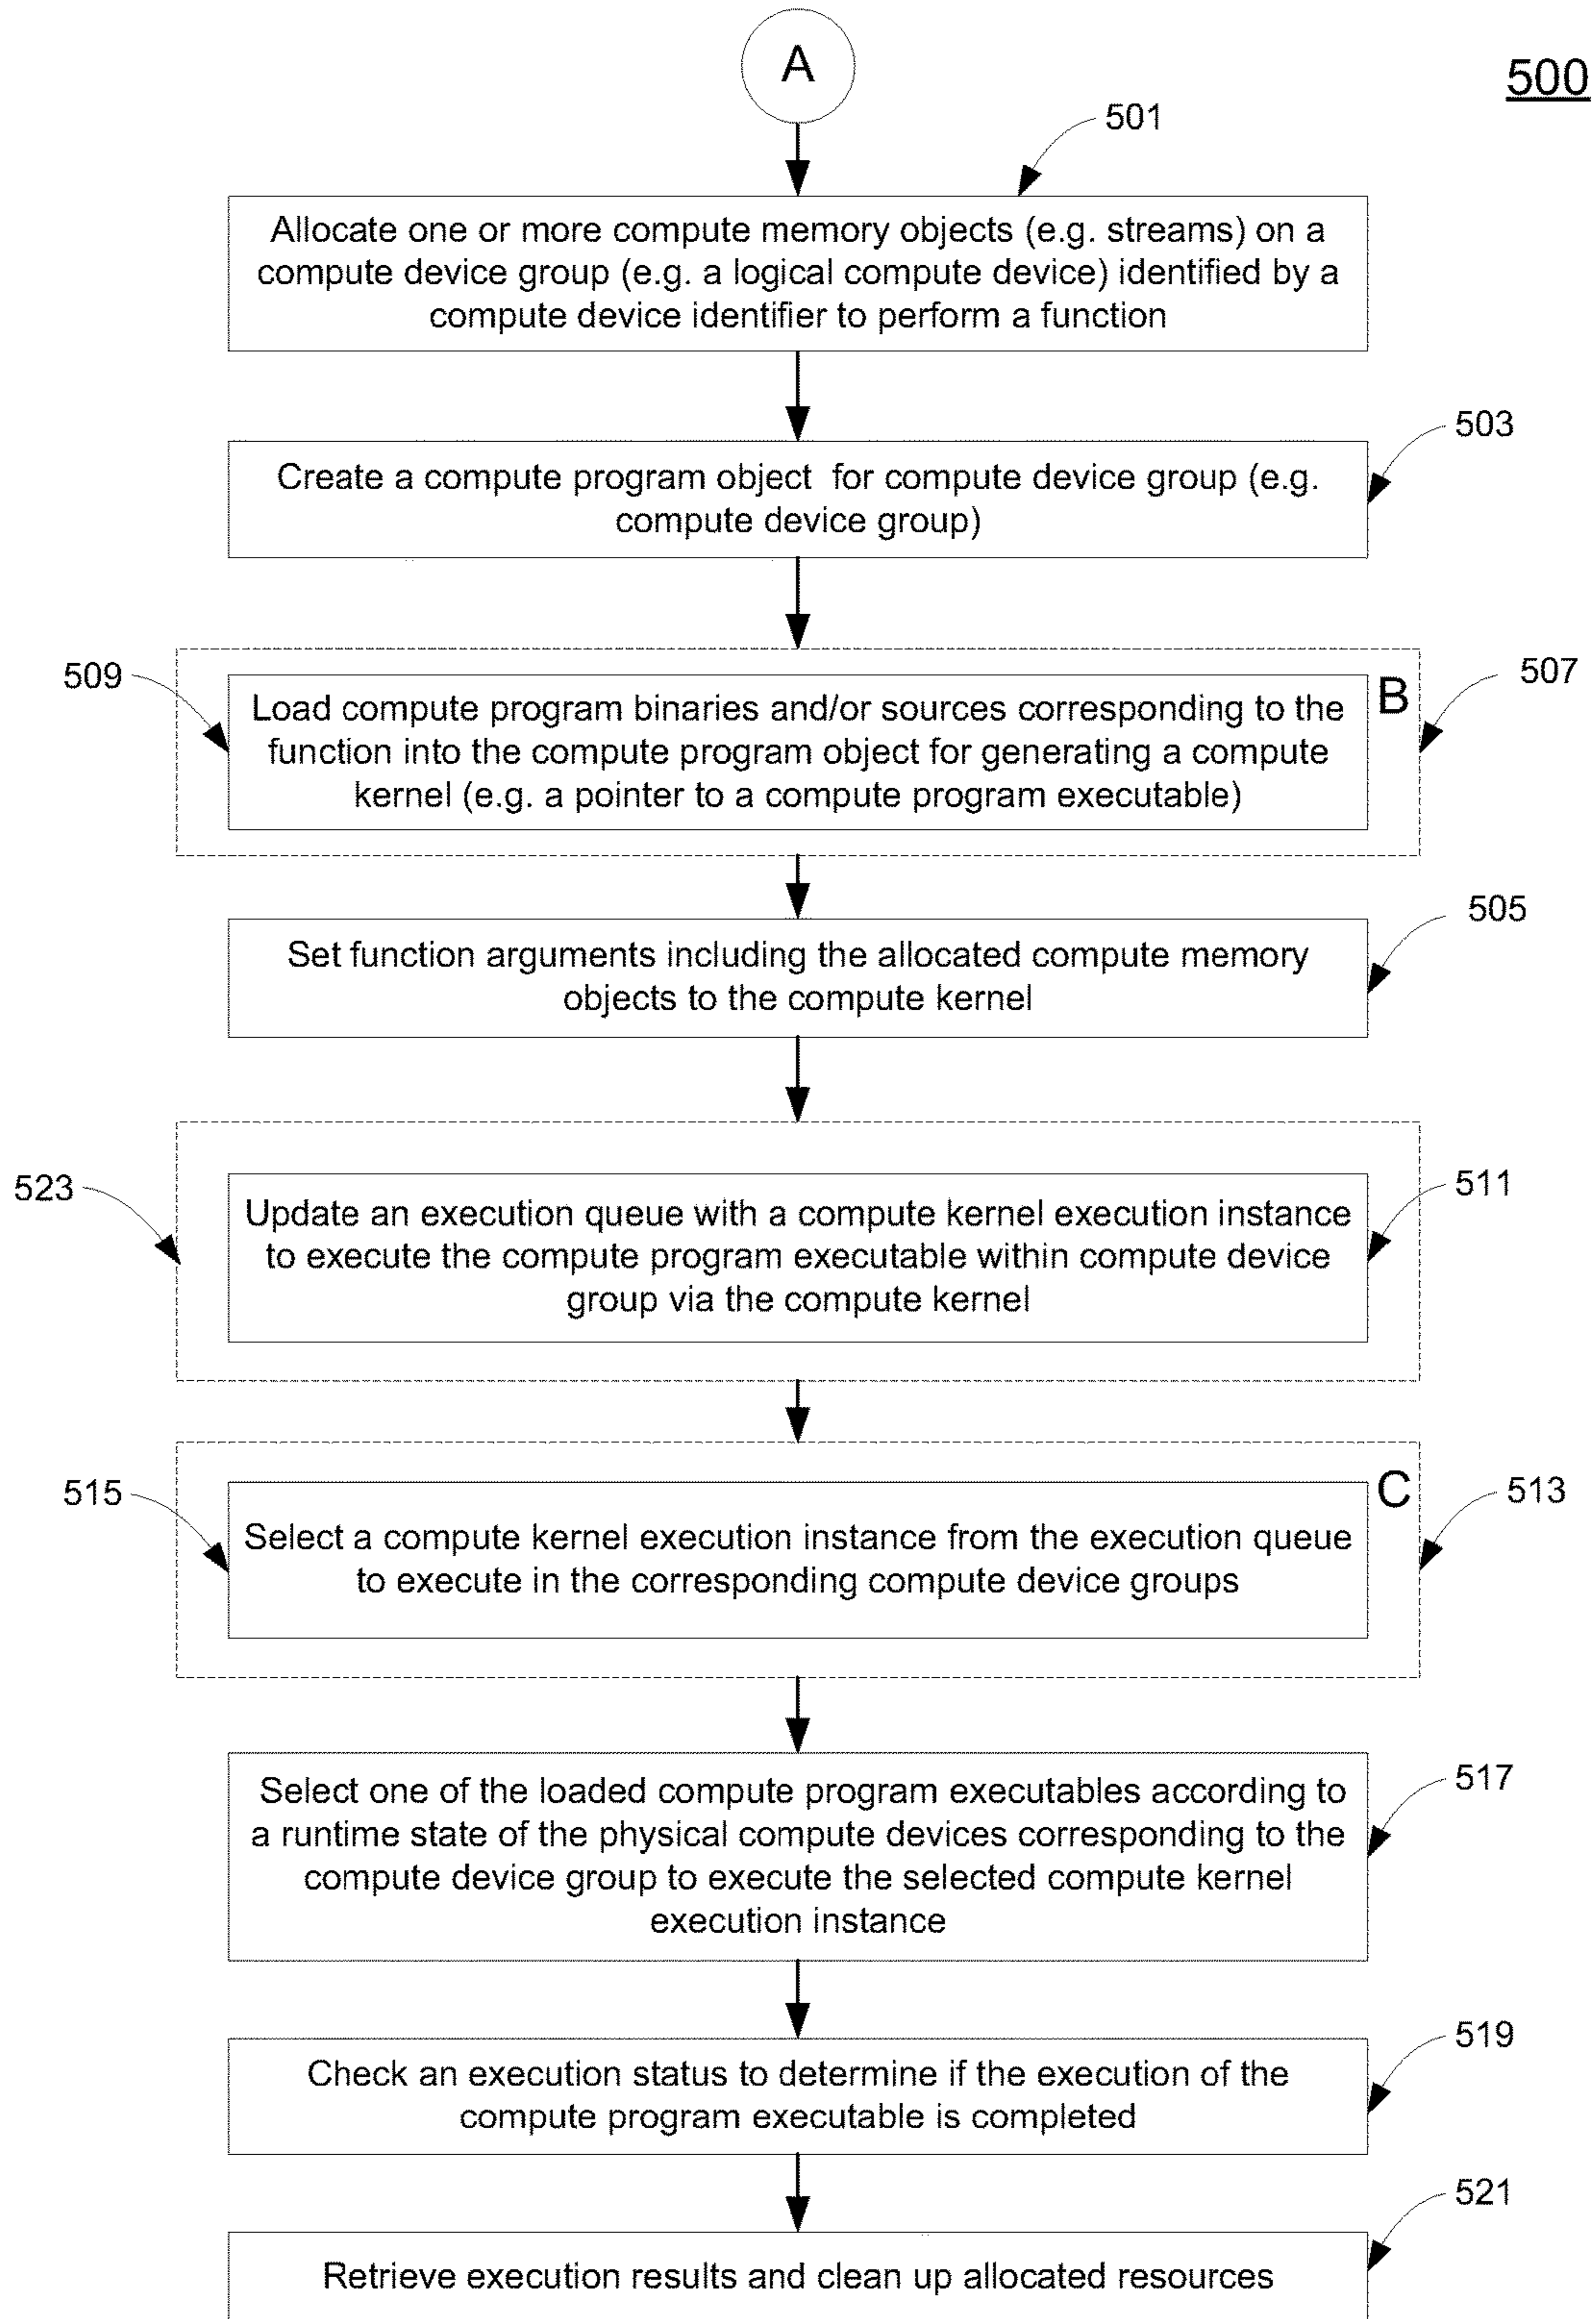 A
500
501
Allocate one or more compute memory objects (e.g. streams) on a
compute device group (e.g. a logical compute device) identified by a
compute device identifier to perform a function
503
Create a compute program object for compute device group (e.g.
compute device group)
509
B
507
Load compute program binaries and/or sources corresponding to the
function into the compute program object for generating a compute
kernel (e.g. a pointer to a compute program executable)
505
Set function arguments including the allocated compute memory
objects to the compute kernel
523
511
Update an execution queue with a compute kernel execution instance
to execute the compute program executable within compute device
group via the compute kernel
515
C
513
Select a compute kernel execution instance from the execution queue
to execute in the corresponding compute device groups
517
Select one of the loaded compute program executables according to
a runtime state of the physical compute devices corresponding to the
compute device group to execute the selected compute kernel
execution instance
519
Check an execution status to determine if the execution of the
compute program executable is completed
521
Retrieve execution results and clean up allocated resources